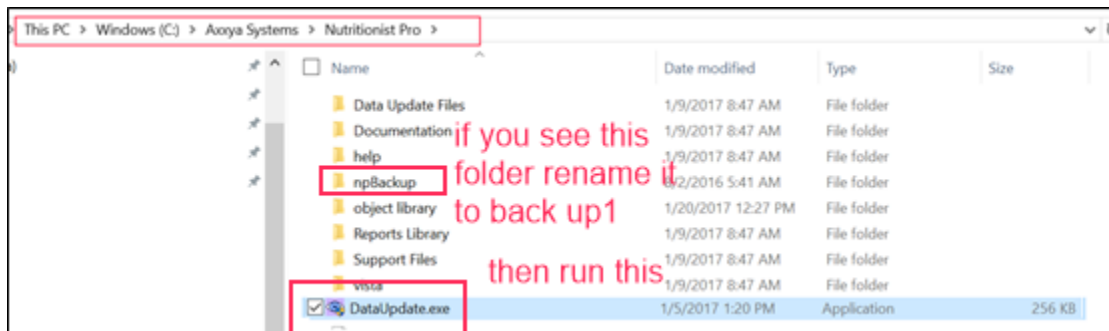 This PC > Windows (C:) > Axxya Systems > Nutritionist Pro >
Name Date modified Type Size
Data Update Files 1/9/2017 8:47 AM File folder
Documentation 1/9/2017 8:47 AM File folder
if you see this
help 1/9/2017 8:47 AM File folder
npBackup 8/2/2016 5:41 AM File folder
folder rename it
object library 1/20/2017 12:27 PM File folder
to back up1
Reports Library 1/9/2017 8:47 AM File folder
Support Files 1/9/2017 8:47 AM File folder
then run this
vista 1/9/2017 8:47 AM File folder
DataUpdate.exe 1/5/2017 1:20 PM Application 256 KB